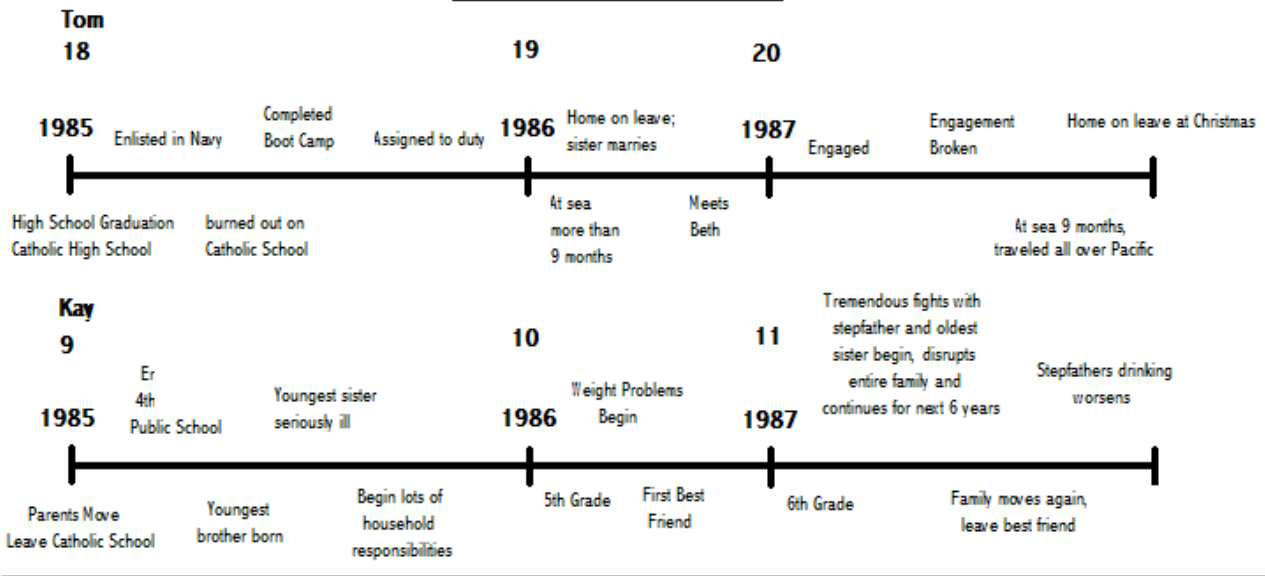 Tom
18
19
20
1985
Enlisted in Navy
Completed
Boot Camp
Assigned to duty
1986
Home on leave;
sister marries
1987
Engaged
Engagement
Broken
Home on leave at Christmas
High School Graduation
Catholic High School
burned out on
Catholic School
At sea
more than
9 months
Meets
Beth
At sea 9 months,
traveled all over Pacific
Kay
9
10
11
1985
Er
4th
Public School
Youngest sister
seriously ill
1986
Weight Problems
Begin
1987
Tremendous fights with
stepfather and oldest
sister begin, disrupts
entire family and
continues for next 6 years
Stepfathers drinking
worsens
Parents Move
Leave Catholic School
Youngest
brother born
Begin lots of
household
responsibilities
5th Grade
First Best
Friend
6th Grade
Family moves again,
leave best friend